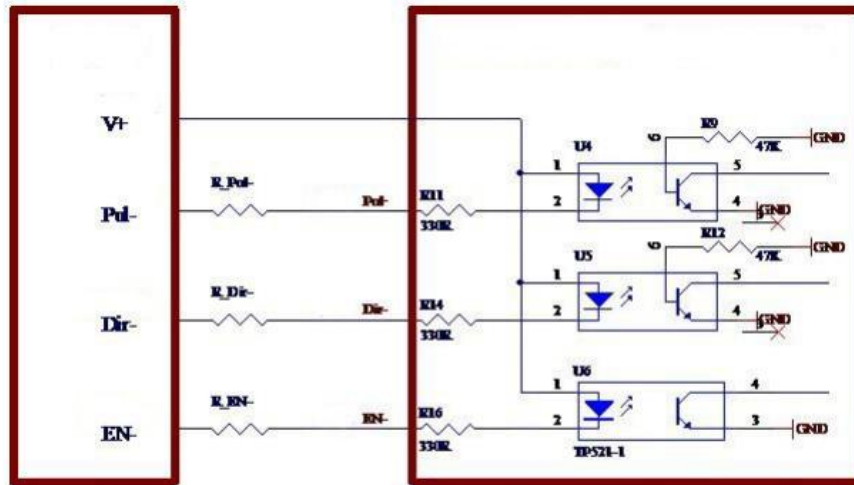 V+
R9
GND
47K
6
U4
1
5
R_Pul-
Pul-
Pul-
R11
330R
2
4
GND
3
R12
GND
47K
6
U5
1
5
R_Dir-
Dir-
Dir-
R14
330R
2
4
GND
3
U6
1
4
R_EN-
EN-
EN-
R16
330R
2
3
GND
TP521-1